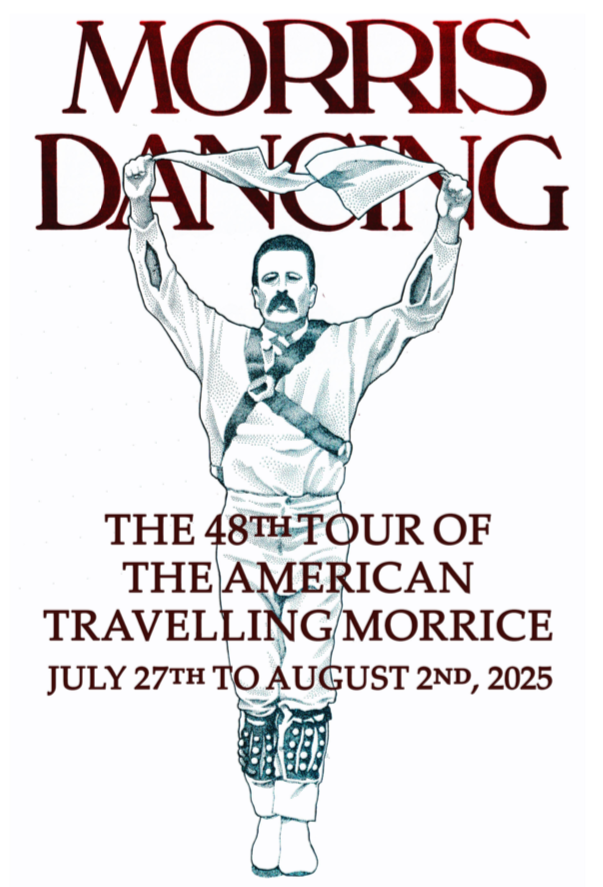 MORRIS
DANCING
THE 48TH TOUR OF
THE AMERICAN
TRAVELLING MORRICE
JULY 27TH TO AUGUST 2ND, 2025